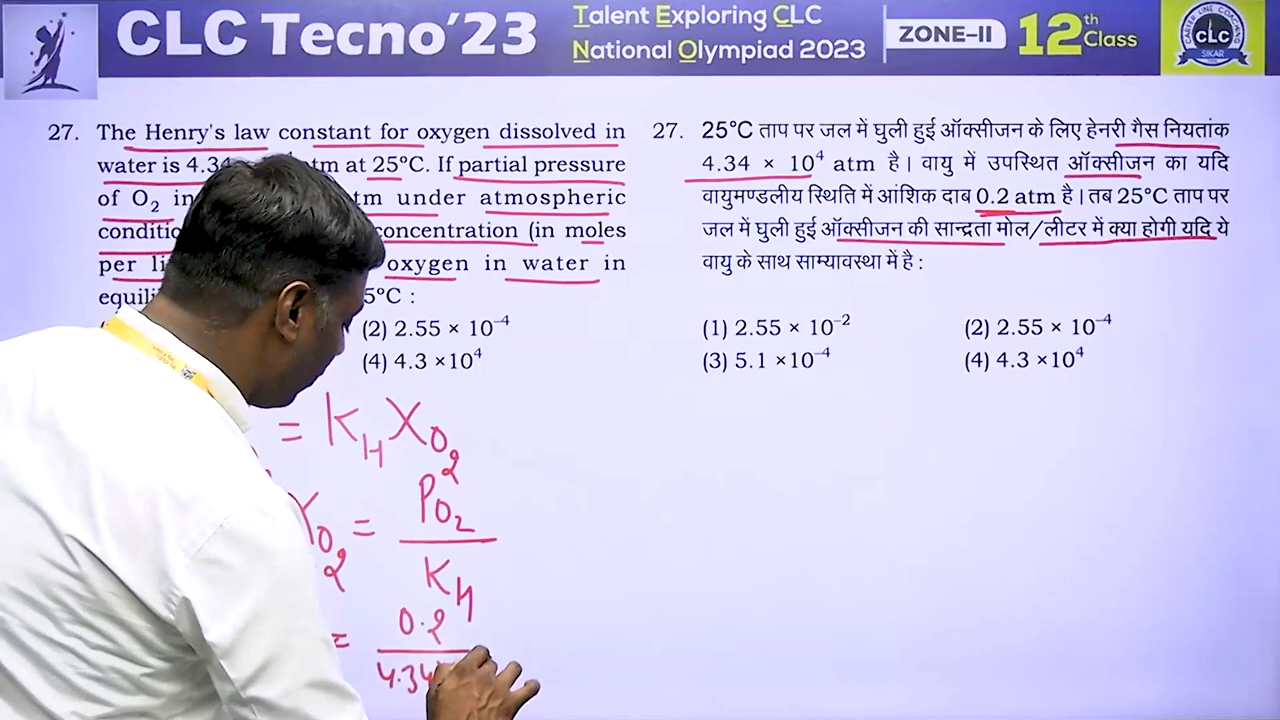 CLC Tecno'23
Talent Exploring CLC
National Olympiad 2023
ZONE–II
12th Class
CAREER LINE COACHING
CLC
SIKAR
27. The Henry's law constant for oxygen dissolved in
water is 4.34 atm at 25°C. If partial pressure
of O2 in atm under atmospheric
concentration (in moles
per oxygen in water in
5°C :
(2) 2.55 × 10–4
(4) 4.3 ×10⁴
= KH XO2
XO2 = PO2 / KH
= 0.2 / 4.34
27. 25°C ताप पर जल में घुली हुई ऑक्सीजन के लिए हेनरी गैस नियतांक
4.34 × 10⁴ atm है। वायु में उपस्थित ऑक्सीजन का यदि
वायुमण्डलीय स्थिति में आंशिक दाब 0.2 atm है। तब 25°C ताप पर
जल में घुली हुई ऑक्सीजन की सान्द्रता मोल/लीटर में क्या होगी यदि ये
वायु के साथ साम्यावस्था में है :
(1) 2.55 × 10–2 (2) 2.55 × 10–4
(3) 5.1 ×10–4 (4) 4.3 ×10⁴